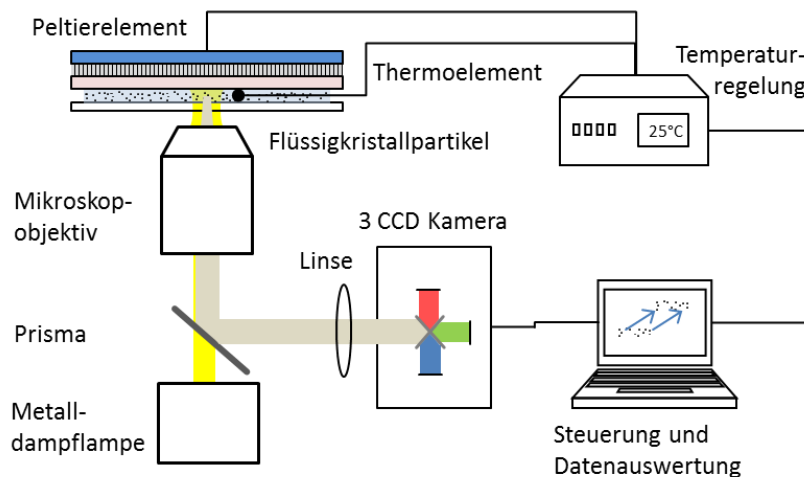 Peltierelement
Thermoelement
Temperatur-
regelung
25°C
Flüssigkristallpartikel
Mikroskop-
objektiv
3 CCD Kamera
Linse
Prisma
Metall-
dampflampe
Steuerung und
Datenauswertung